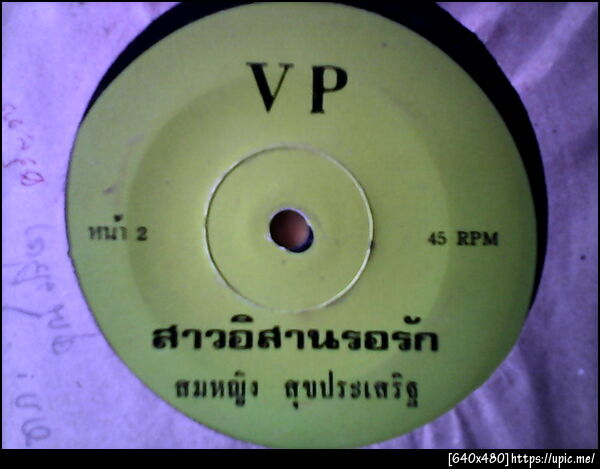 VP
หน้า 2
45 RPM
สาวอิสานรอรัก
สมหญิง สุขประเสริฐ
[640x480]https://upic.me/